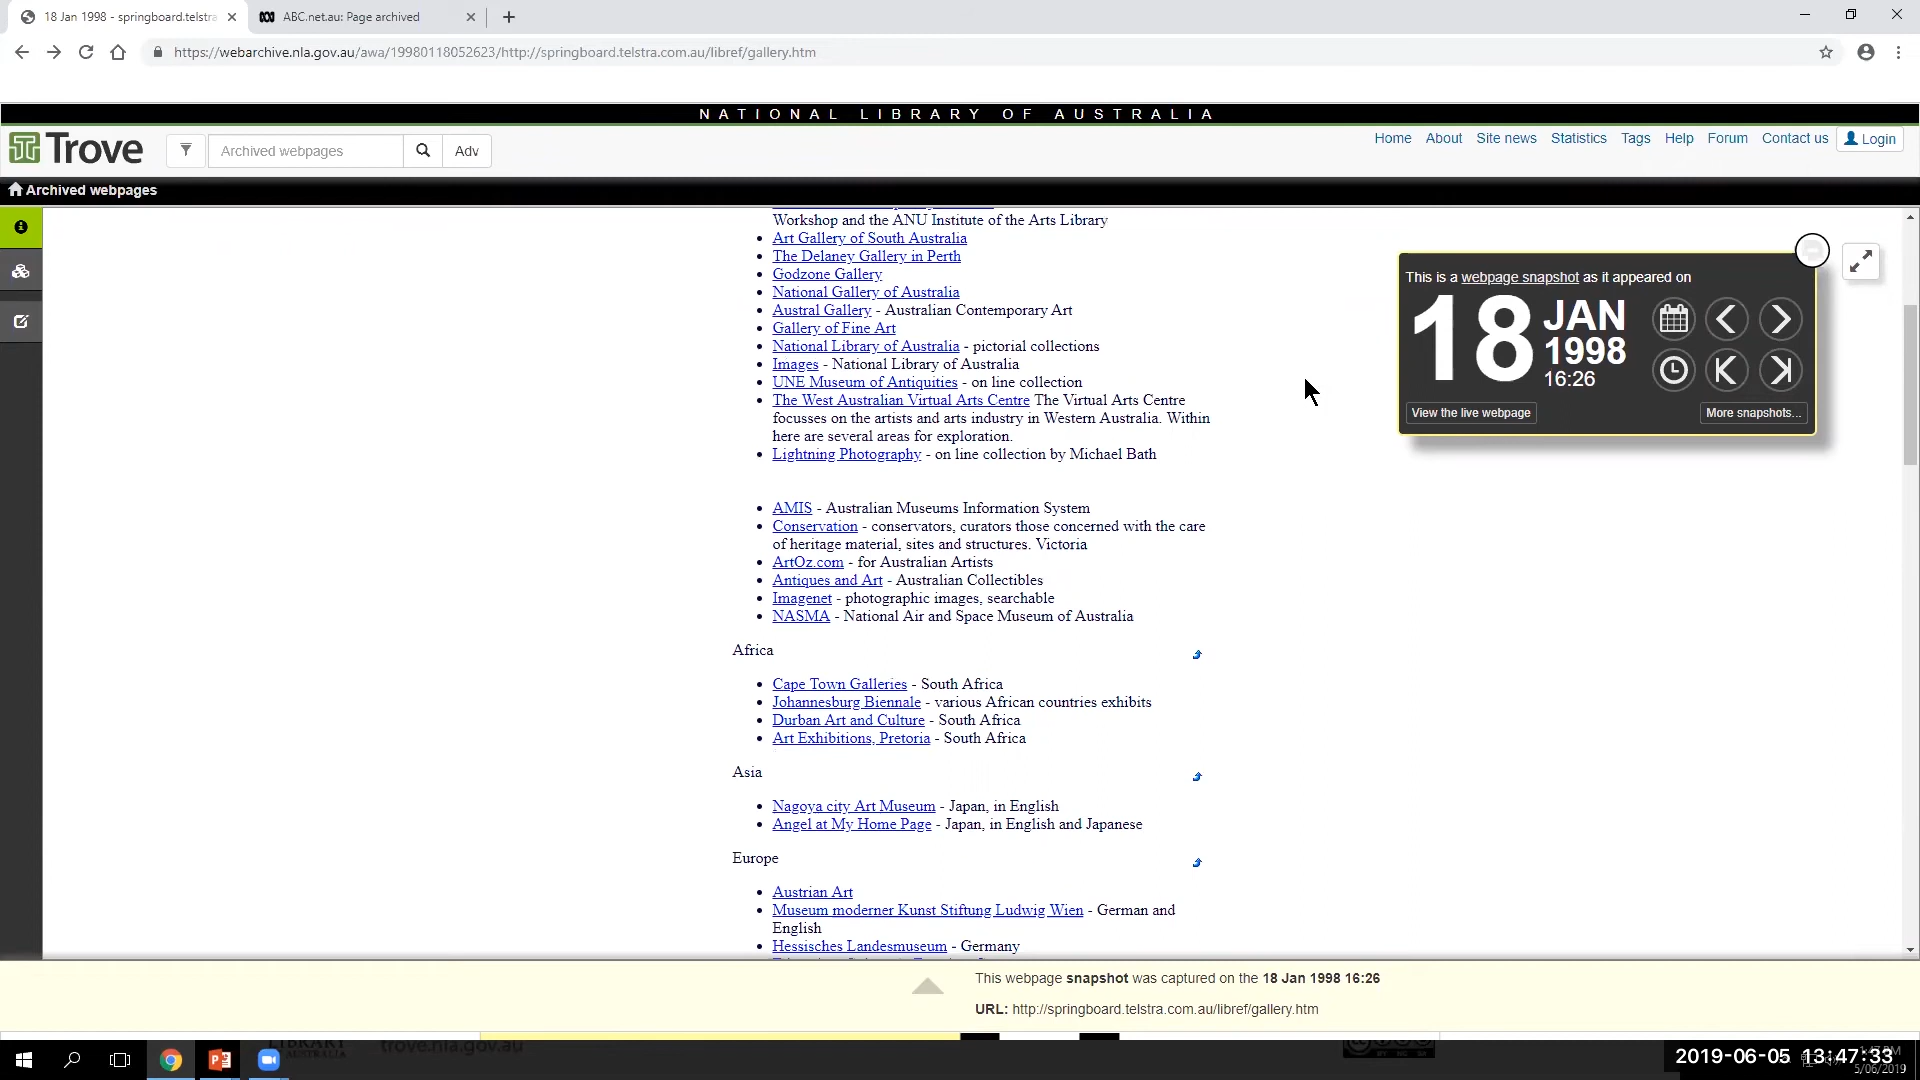 18 Jan 1998 - springboard.telstra
ABC.net.au: Page archived
https://webarchive.nla.gov.au/awa/19980118052623/http://springboard.telstra.com.au/libref/gallery.htm
NATIONAL LIBRARY OF AUSTRALIA
Trove
Archived webpages
Adv
Home About Site news Statistics Tags Help Forum Contact us Login
Archived webpages
Workshop and the ANU Institute of the Arts Library
Art Gallery of South Australia
The Delaney Gallery in Perth
Godzone Gallery
National Gallery of Australia
Austral Gallery - Australian Contemporary Art
Gallery of Fine Art
National Library of Australia - pictorial collections
Images - National Library of Australia
UNE Museum of Antiquities - on line collection
The West Australian Virtual Arts Centre The Virtual Arts Centre
focusses on the artists and arts industry in Western Australia. Within
here are several areas for exploration.
Lightning Photography - on line collection by Michael Bath
AMIS - Australian Museums Information System
Conservation - conservators, curators those concerned with the care
of heritage material, sites and structures. Victoria
ArtOz.com - for Australian Artists
Antiques and Art - Australian Collectibles
Imagenet - photographic images, searchable
NASMA - National Air and Space Museum of Australia
Africa
Cape Town Galleries - South Africa
Johannesburg Biennale - various African countries exhibits
Durban Art and Culture - South Africa
Art Exhibitions, Pretoria - South Africa
Asia
Nagoya city Art Museum - Japan, in English
Angel at My Home Page - Japan, in English and Japanese
Europe
Austrian Art
Museum moderner Kunst Stiftung Ludwig Wien - German and
English
Hessisches Landesmuseum - Germany
This is a webpage snapshot as it appeared on
18 JAN
1998
16:26
View the live webpage
More snapshots...
This webpage snapshot was captured on the 18 Jan 1998 16:26
URL: http://springboard.telstra.com.au/libref/gallery.htm
LIBRARY
AUSTRALIA
trove.nla.gov.au
2019-06-05 13:47:33
5/06/2019